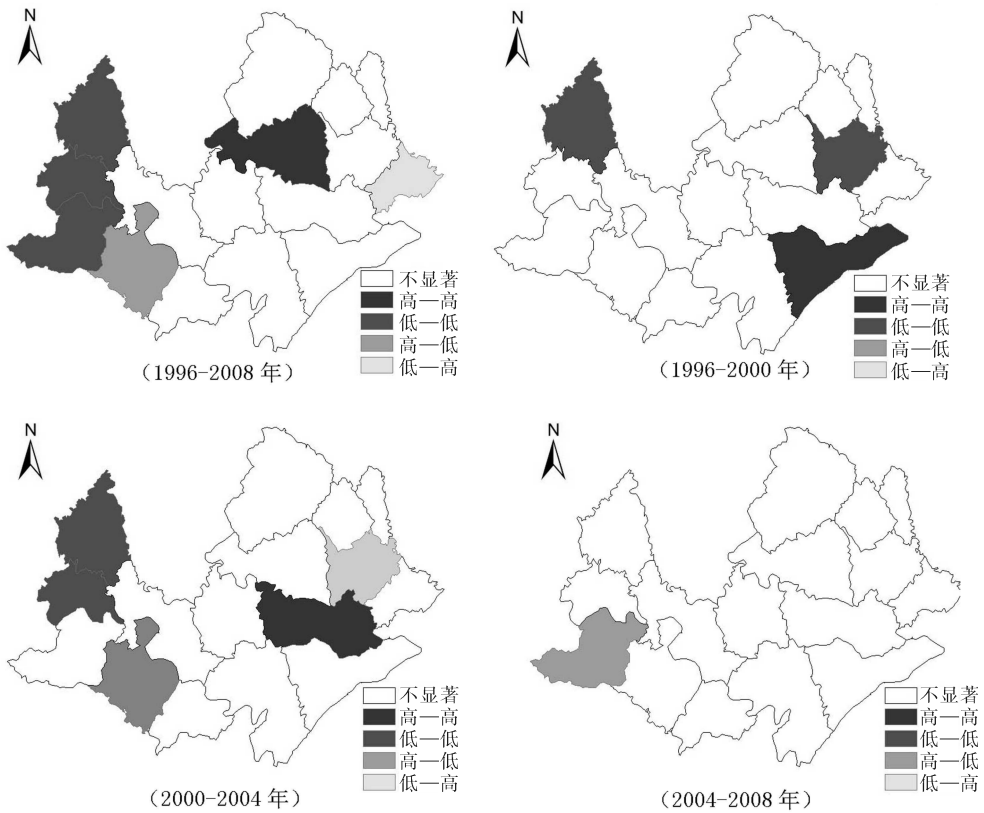 N
不显著
高—高
低—低
高—低
低—高
（1996-2008 年）
N
不显著
高—高
低—低
高—低
低—高
（1996-2000 年）
N
不显著
高—高
低—低
高—低
低—高
（2000-2004 年）
N
不显著
高—高
低—低
高—低
低—高
（2004-2008 年）